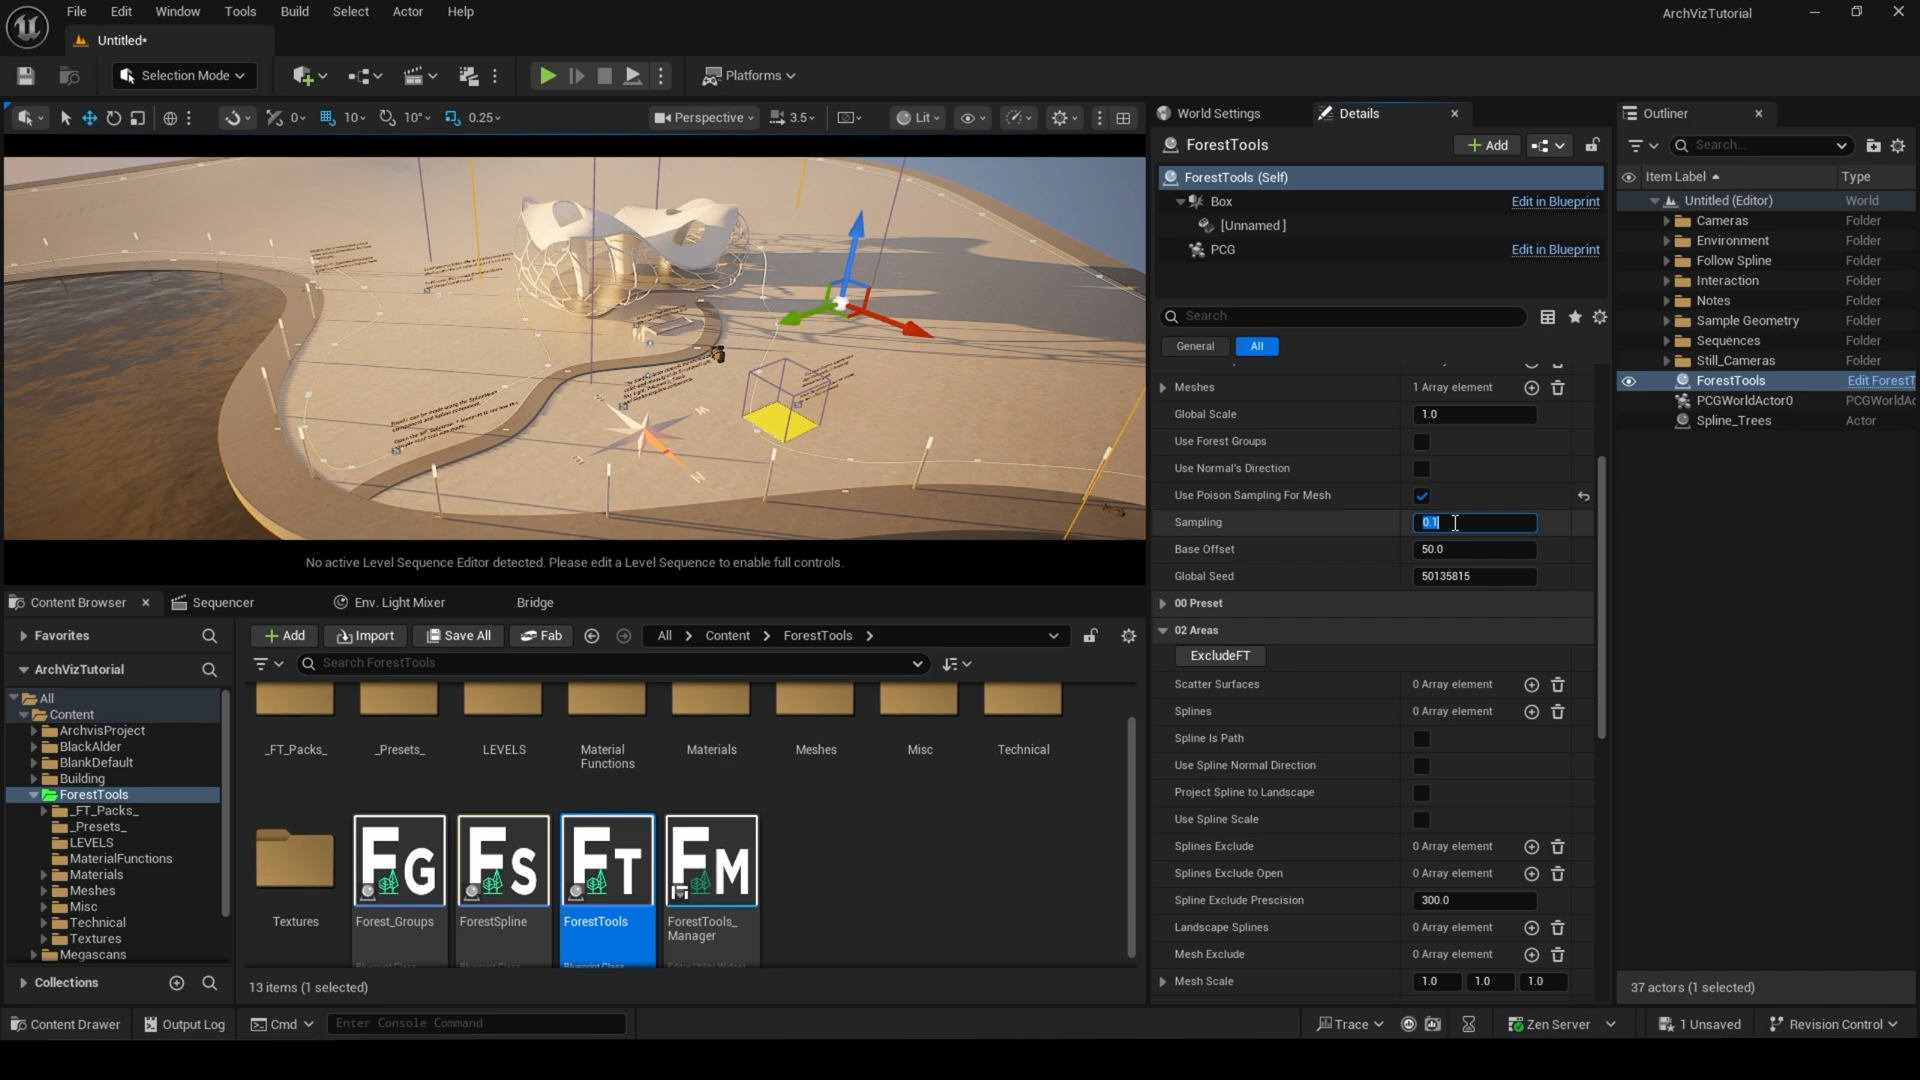 File Edit Window Tools Build Select Actor Help
ArchVizTutorial
Untitled*
Selection Mode
Platforms
0 10 10° 0.25
Perspective 3.5 Lit
No active Level Sequence Editor detected. Please edit a Level Sequence to enable full controls.
World Settings Details
ForestTools
Add
ForestTools (Self)
Box Edit in Blueprint
[Unnamed ]
PCG Edit in Blueprint
Search
General All
Meshes 1 Array element
Global Scale 1.0
Use Forest Groups
Use Normal's Direction
Use Poison Sampling For Mesh
Sampling 0.1
Base Offset 50.0
Global Seed 50135815
00 Preset
02 Areas
ExcludeFT
Scatter Surfaces 0 Array element
Splines 0 Array element
Spline Is Path
Use Spline Normal Direction
Project Spline to Landscape
Use Spline Scale
Splines Exclude 0 Array element
Splines Exclude Open 0 Array element
Spline Exclude Prescision 300.0
Landscape Splines 0 Array element
Mesh Exclude 0 Array element
Mesh Scale 1.0 1.0 1.0
Outliner
Search...
Item Label Type
Untitled (Editor) World
Cameras Folder
Environment Folder
Follow Spline Folder
Interaction Folder
Notes Folder
Sample Geometry Folder
Sequences Folder
Still_Cameras Folder
ForestTools Edit ForestT
PCGWorldActor0 PCGWorldAc
Spline_Trees Actor
37 actors (1 selected)
Content Browser Sequencer Env. Light Mixer Bridge
Favorites
ArchVizTutorial
All
Content
ArchvisProject
BlackAlder
BlankDefault
Building
ForestTools
_FT_Packs_
_Presets_
LEVELS
MaterialFunctions
Materials
Meshes
Misc
Technical
Textures
Megascans
Collections
Add Import Save All Fab All Content ForestTools
Search ForestTools
_FT_Packs_ _Presets_ LEVELS Material Functions Materials Meshes Misc Technical
FG FS FT FM
Textures Forest_Groups ForestSpline ForestTools ForestTools_ Manager
Blueprint Class Blueprint Class Blueprint Class Editor Utility Widget
13 items (1 selected)
Content Drawer Output Log Cmd Enter Console Command
Trace Zen Server 1 Unsaved Revision Control